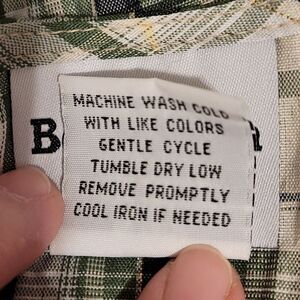 MACHINE WASH COLD
WITH LIKE COLORS
GENTLE CYCLE
TUMBLE DRY LOW
REMOVE PROMPTLY
COOL IRON IF NEEDED